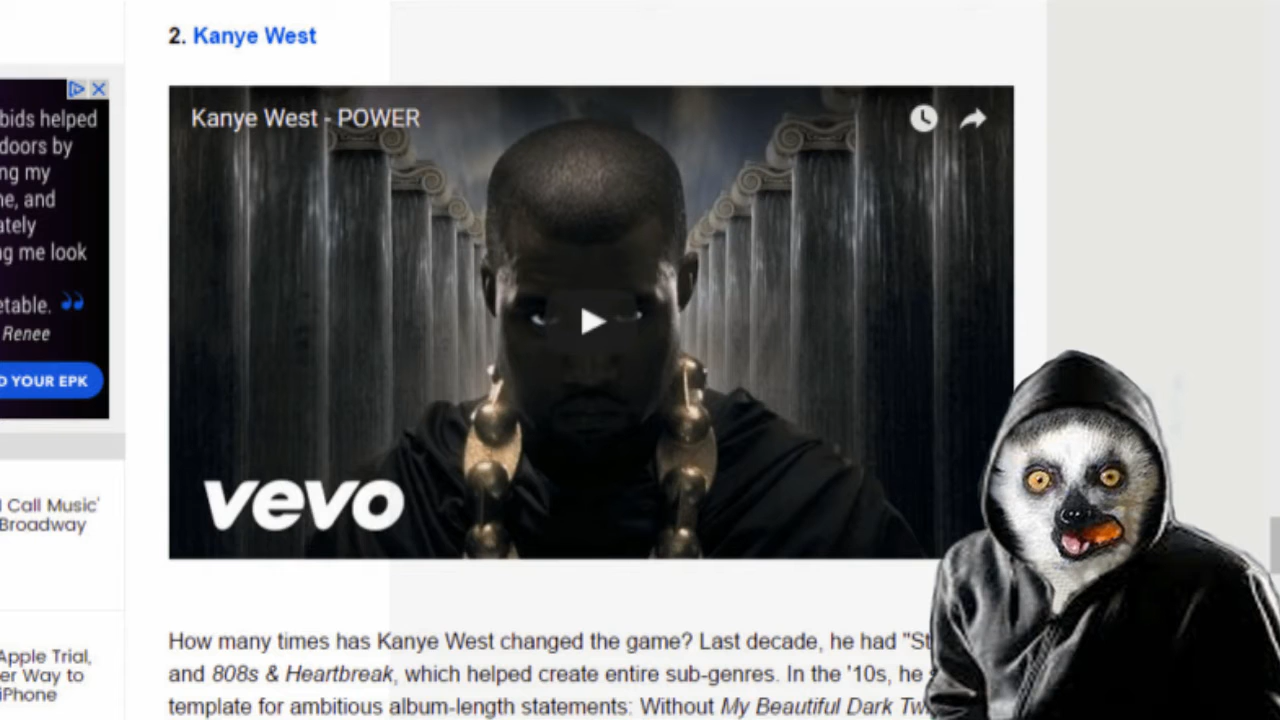 2. Kanye West
bids helped
doors by
ng my
ne, and
ately
g me look
etable.
Renee
D YOUR EPK
Kanye West - POWER
vevo
I Call Music'
Broadway
Apple Trial,
er Way to
iPhone
How many times has Kanye West changed the game? Last decade, he had "St
and 808s & Heartbreak, which helped create entire sub-genres. In the '10s, he
template for ambitious album-length statements: Without My Beautiful Dark Tw